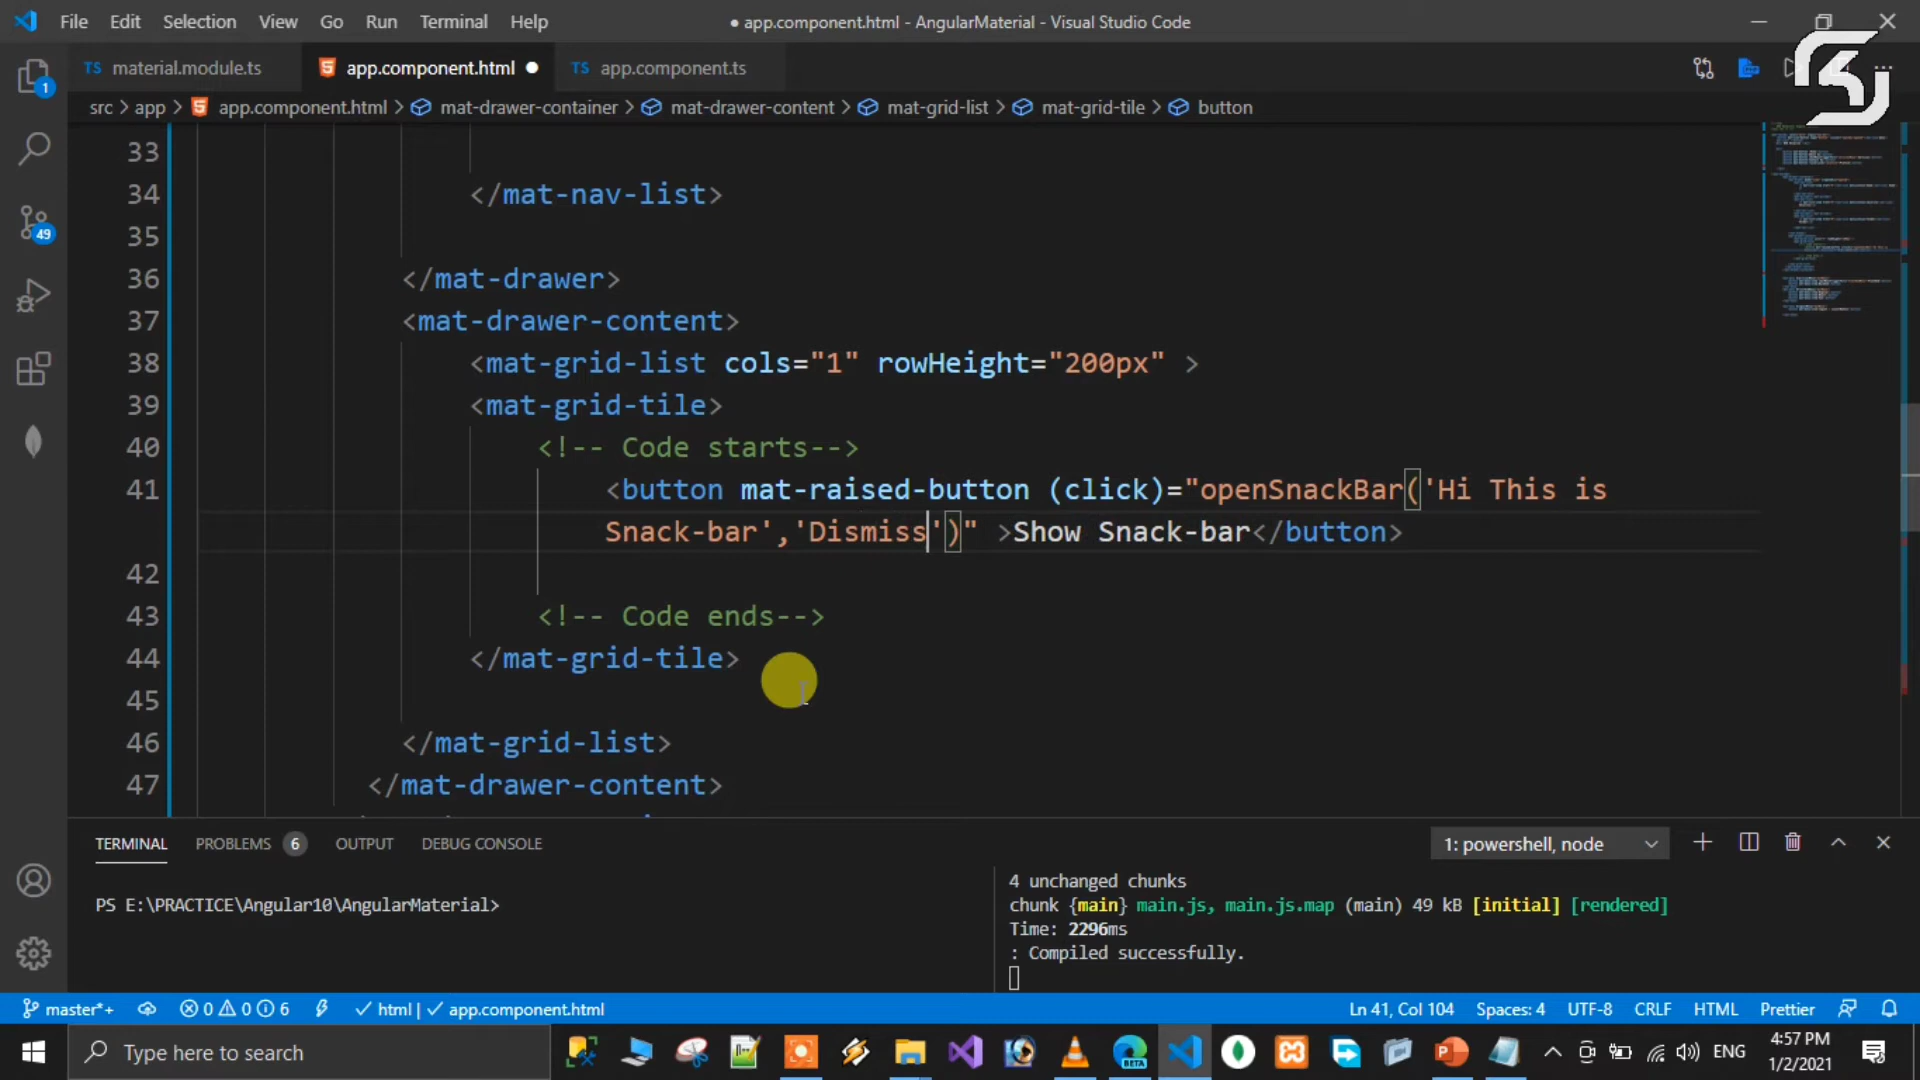 File Edit Selection View Go Run Terminal Help ● app.component.html - AngularMaterial - Visual Studio Code
TS material.module.ts app.component.html ● TS app.component.ts
src > app > app.component.html > mat-drawer-container > mat-drawer-content > mat-grid-list > mat-grid-tile > button
1
33
34 </mat-nav-list>
35
49
36 </mat-drawer>
37 <mat-drawer-content>
38 <mat-grid-list cols="1" rowHeight="200px" >
39 <mat-grid-tile>
40 <!-- Code starts-->
41 <button mat-raised-button (click)="openSnackBar('Hi This is
Snack-bar','Dismiss')" >Show Snack-bar</button>
42
43 <!-- Code ends-->
44 </mat-grid-tile>
45
46 </mat-grid-list>
47 </mat-drawer-content>
TERMINAL PROBLEMS 6 OUTPUT DEBUG CONSOLE 1: powershell, node
PS E:\PRACTICE\Angular10\AngularMaterial>
4 unchanged chunks
chunk {main} main.js, main.js.map (main) 49 kB [initial] [rendered]
Time: 2296ms
: Compiled successfully.
master*+ 0 0 6 html | app.component.html Ln 41, Col 104 Spaces: 4 UTF-8 CRLF HTML Prettier
Type here to search BETA ENG 4:57 PM
1/2/2021